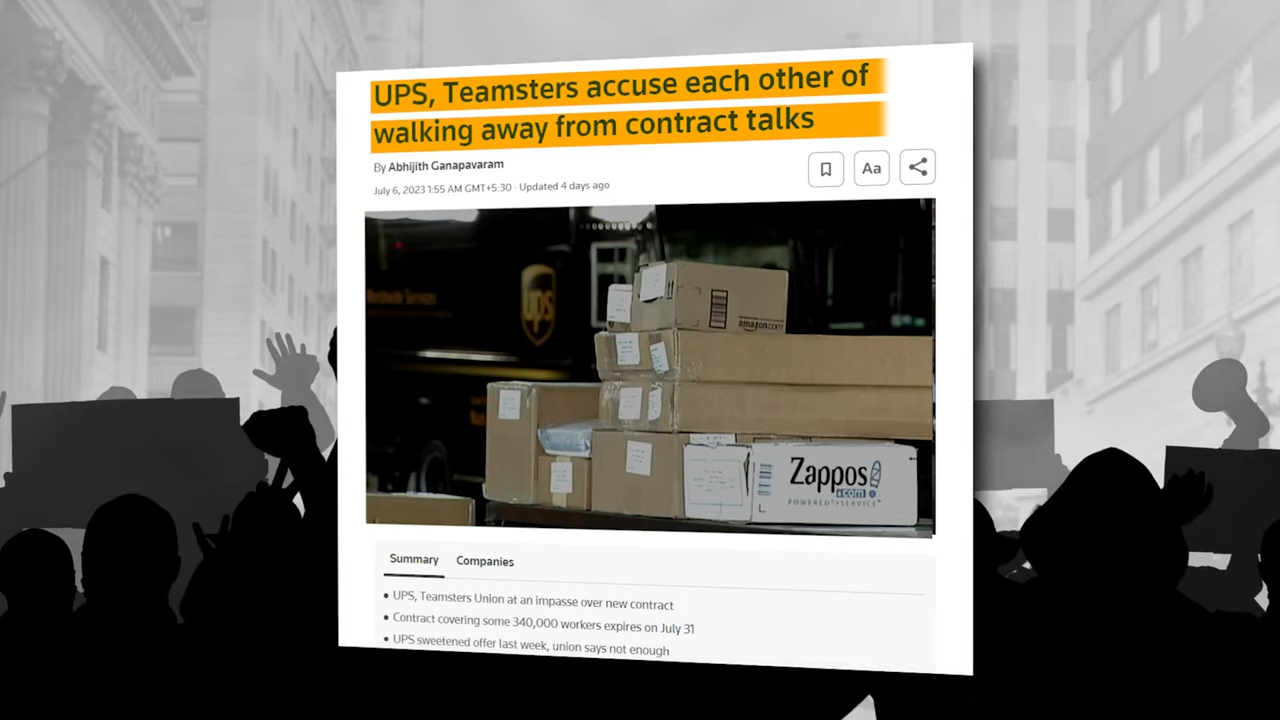 UPS, Teamsters accuse each other of
walking away from contract talks
By Abhijith Ganapavaram
July 6, 2023 1:55 AM GMT+5:30 · Updated 4 days ago
Aa
ups
amazon.com
Zappos
.com
POWERED by SERVICE™
Summary Companies
• UPS, Teamsters Union at an impasse over new contract
• Contract covering some 340,000 workers expires on July 31
• UPS sweetened offer last week, union says not enough